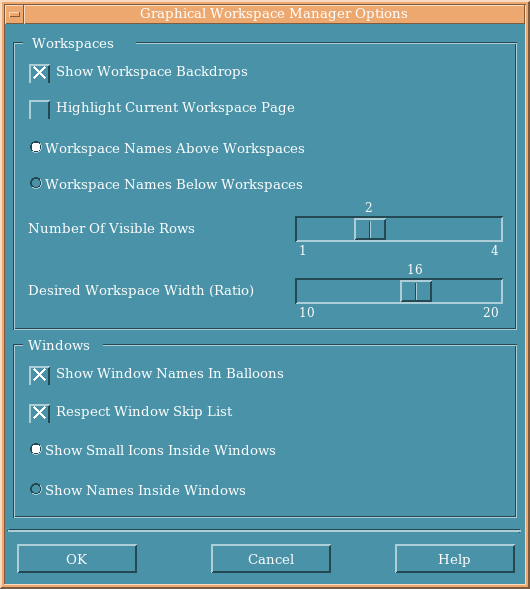 Graphical Workspace Manager Options
Workspaces
Show Workspace Backdrops
Highlight Current Workspace Page
Workspace Names Above Workspaces
Workspace Names Below Workspaces
2
Number Of Visible Rows
1 4
16
Desired Workspace Width (Ratio)
10 20
Windows
Show Window Names In Balloons
Respect Window Skip List
Show Small Icons Inside Windows
Show Names Inside Windows
OK Cancel Help